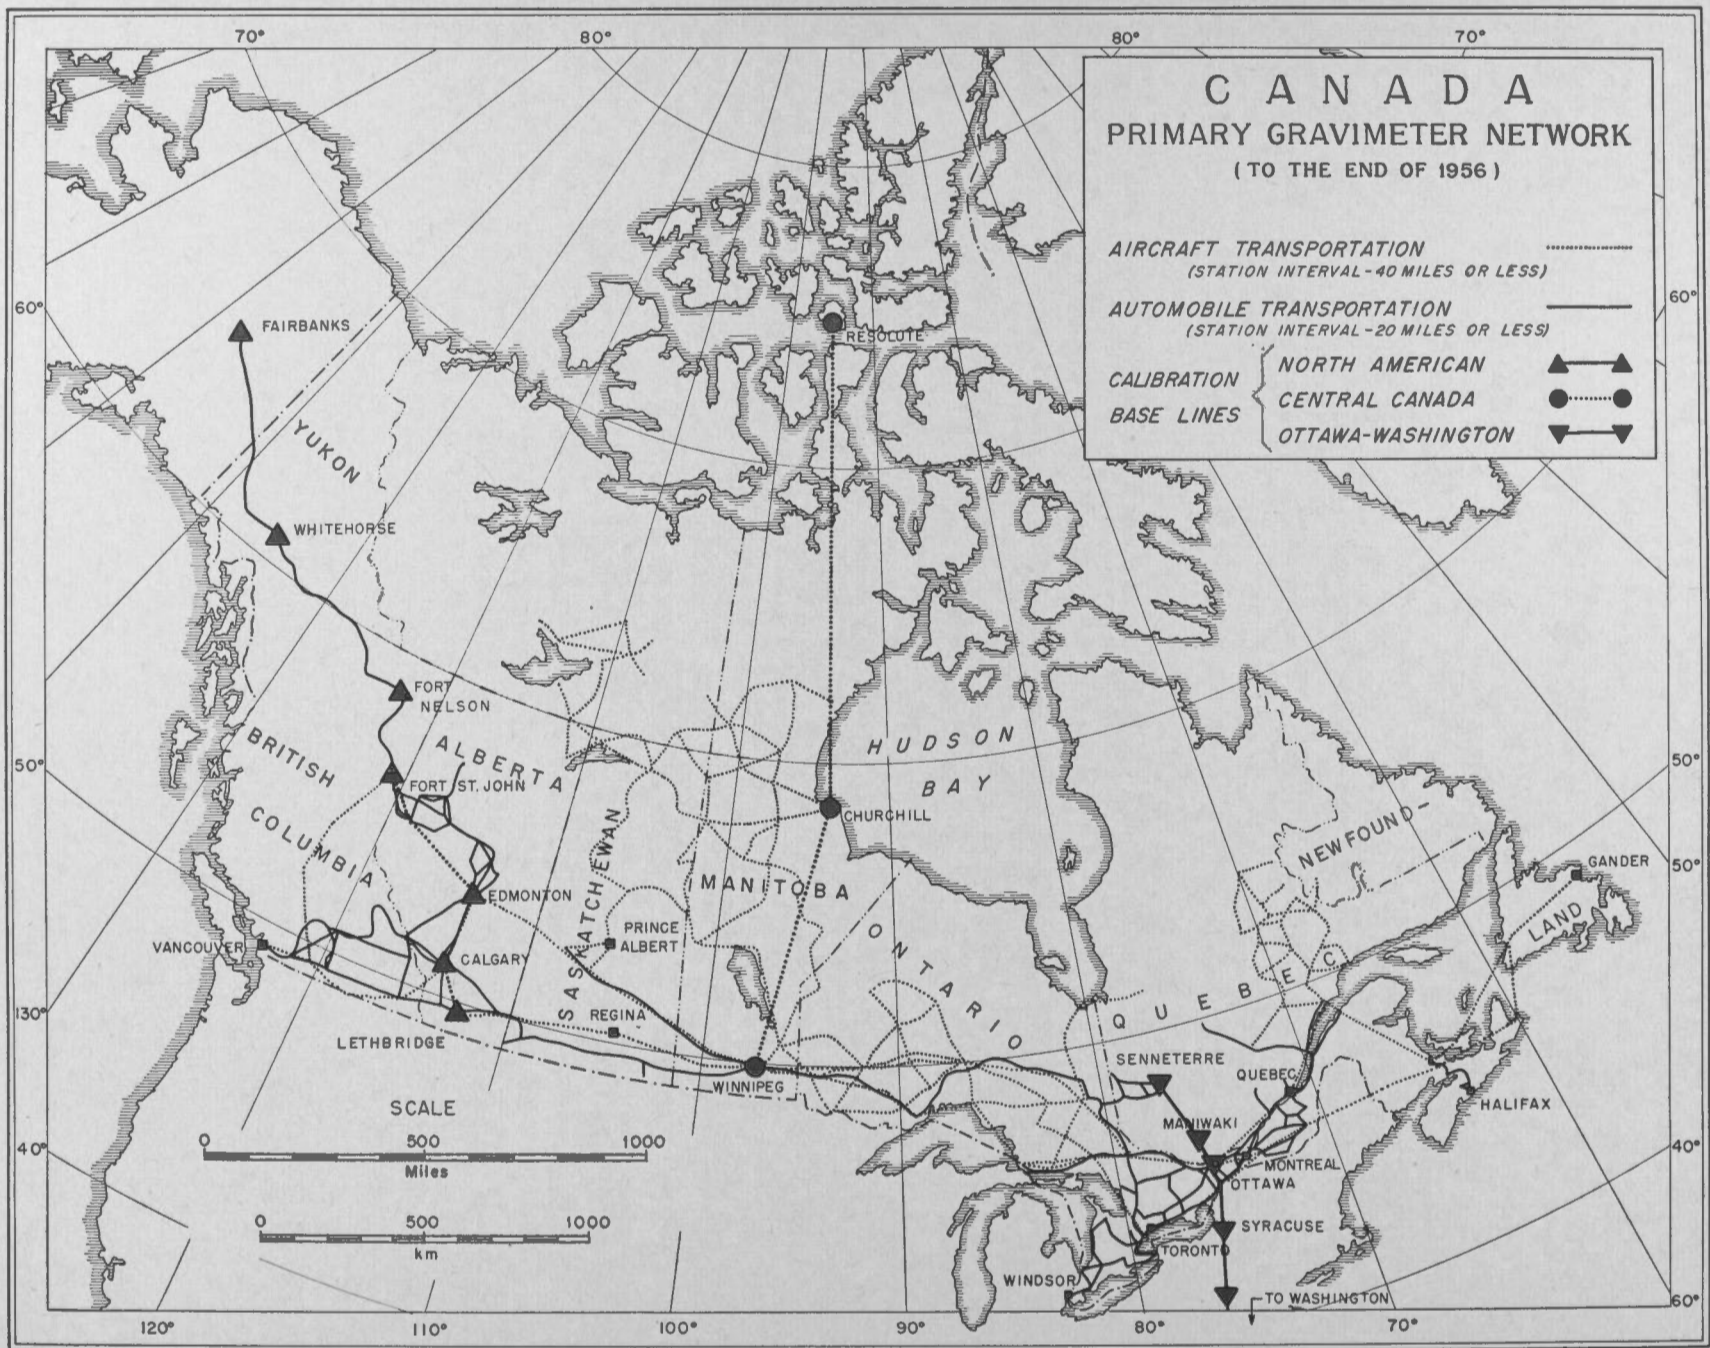 70°
80°
80°
70°
CANADA
PRIMARY GRAVIMETER NETWORK
(TO THE END OF 1956)
AIRCRAFT TRANSPORTATION
(STATION INTERVAL-40 MILES OR LESS)
AUTOMOBILE TRANSPORTATION
(STATION INTERVAL-20 MILES OR LESS)
CALIBRATION
BASE LINES
NORTH AMERICAN
CENTRAL CANADA
OTTAWA-WASHINGTON
60°
60°
FAIRBANKS
RESOLUTE
YUKON
WHITEHORSE
FORT
NELSON
BRITISH
COLUMBIA
ALBERTA
HUDSON
BAY
50°
50°
FORT ST. JOHN
CHURCHILL
SASKATCHEWAN
MANITOBA
NEWFOUND-
LAND
GANDER
50°
EDMONTON
PRINCE
ALBERT
ONTARIO
VANCOUVER
CALGARY
QUEBEC
130°
REGINA
LETHBRIDGE
WINNIPEG
SENNETERRE
QUEBEC
HALIFAX
MANIWAKI
MONTREAL
OTTAWA
SYRACUSE
TORONTO
WINDSOR
TO WASHINGTON
SCALE
0 500 1000
Miles
0 500 1000
km
40°
40°
60°
120°
110°
100°
90°
80°
70°